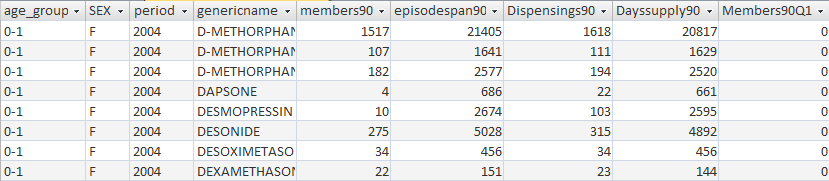 age_group SEX period genericname members90 episodespan90 Dispensings90 Dayssupply90 Members90Q1
0-1 F 2004 D-METHORPHAN 1517 21405 1618 20817 0
0-1 F 2004 D-METHORPHAN 107 1641 111 1629 0
0-1 F 2004 D-METHORPHAN 182 2577 194 2520 0
0-1 F 2004 DAPSONE 4 686 22 661 0
0-1 F 2004 DESMOPRESSIN 10 2674 103 2595 0
0-1 F 2004 DESONIDE 275 5028 315 4892 0
0-1 F 2004 DESOXIMETASO 34 456 34 456 0
0-1 F 2004 DEXAMETHASON 22 151 23 144 0